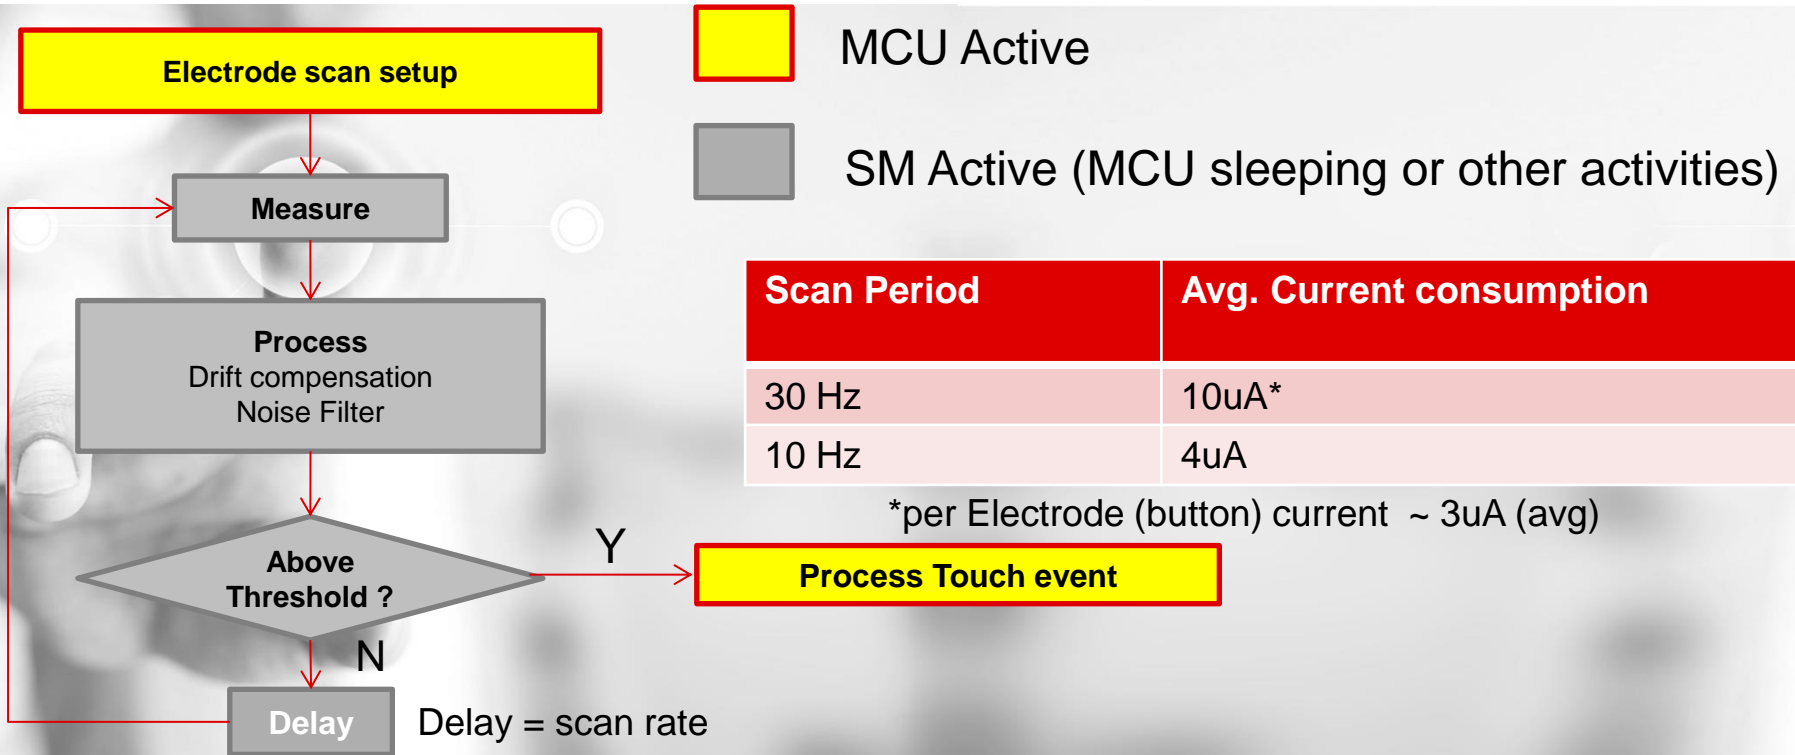 Electrode scan setup
MCU Active
SM Active (MCU sleeping or other activities)
Measure
Process
Drift compensation
Noise Filter
Above
Threshold ?
Y
N
Process Touch event
Delay
Delay = scan rate
Scan Period Avg. Current consumption
30 Hz 10uA*
10 Hz 4uA
*per Electrode (button) current ~ 3uA (avg)